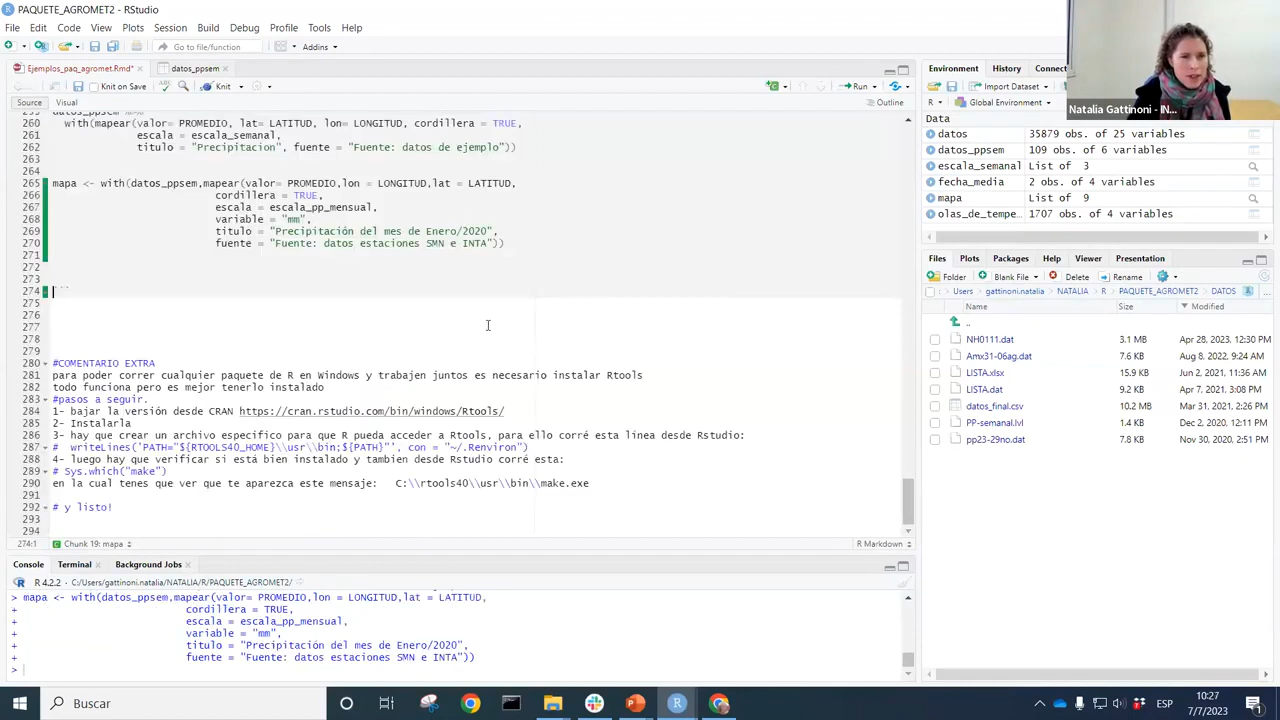 PAQUETE_AGROMET2 - RStudio
File Edit Code View Plots Session Build Debug Profile Tools Help
Go to file/function
Addins
Ejemplos_paq_agromet.Rmd*
datos_ppsem
Knit on Save
Knit
Run
Source
Visual
Outline
260 with(mapear(valor= PROMEDIO, lat= LATITUD, lon= LONGITUD, TRUE,
261 escala = escala_semanal,
262 titulo = "Precipitacion", fuente = "Fuente: datos de ejemplo"))
263
264
265 mapa <- with(datos_ppsem,mapear(valor= PROMEDIO,lon = LONGITUD,lat = LATITUD,
266 cordillera = TRUE,
267 escala = escala_pp_mensual,
268 variable = "mm",
269 titulo = "Precipitación del mes de Enero/2020",
270 fuente = "Fuente: datos estaciones SMN e INTA"))
271
272
273
274 ```
275
276
277
278
279
280 #COMENTARIO EXTRA
281 para poder correr cualquier paquete de R en Windows y trabajen juntos es necesario instalar Rtools
282 todo funciona pero es mejor tenerlo instalado
283 #pasos a seguir.
284 1- bajar la versión desde CRAN https://cran.rstudio.com/bin/windows/Rtools/
285 2- Instalarla
286 3- hay que crear un archivo especifico para que R pueda acceder a Rtools, para ello corré esta línea desde Rstudio:
287 # writeLines('PATH="${RTOOLS40_HOME}\\usr\\bin;${PATH}"', con = "~/.Renviron")
288 4- luego hay que verificar si está bien instalado y tambien desde Rstudio corré esta:
289 # Sys.which("make")
290 en la cual tenes que ver que te aparezca este mensaje: C:\\rtools40\\usr\\bin\\make.exe
291
292 # y listo!
293
294
274:1 Chunk 19: mapa
R Markdown
Console Terminal Background Jobs
R 4.2.2 · C:/Users/gattinoni.natalia/NATALIA/R/PAQUETE_AGROMET2/
> mapa <- with(datos_ppsem,mapear(valor= PROMEDIO,lon = LONGITUD,lat = LATITUD,
+ cordillera = TRUE,
+ escala = escala_pp_mensual,
+ variable = "mm",
+ titulo = "Precipitación del mes de Enero/2020",
+ fuente = "Fuente: datos estaciones SMN e INTA"))
>
Environment History Connect
Import Dataset
R Global Environment
Data
datos 35879 obs. of 25 variables
datos_ppsem 109 obs. of 6 variables
escala_semanal List of 3
fecha_media 2 obs. of 4 variables
mapa List of 9
olas_de_tempe… 1707 obs. of 4 variables
Natalia Gattinoni - IN...
Files Plots Packages Help Viewer Presentation
Folder Blank File Delete Rename
Users gattinoni.natalia NATALIA R PAQUETE_AGROMET2 DATOS
Name Size Modified
..
NH0111.dat 3.1 MB Apr 28, 2023, 12:30 PM
Amx31-06ag.dat 7.6 KB Aug 8, 2022, 9:24 AM
LISTA.xlsx 15.9 KB Jun 2, 2021, 11:36 AM
LISTA.dat 9.2 KB Apr 7, 2021, 3:08 PM
datos_final.csv 10.2 MB Mar 31, 2021, 2:26 PM
PP-semanal.lvl 1.4 KB Dec 2, 2020, 12:11 PM
pp23-29no.dat 7.8 KB Nov 30, 2020, 2:51 PM
Buscar
ESP
10:27
7/7/2023